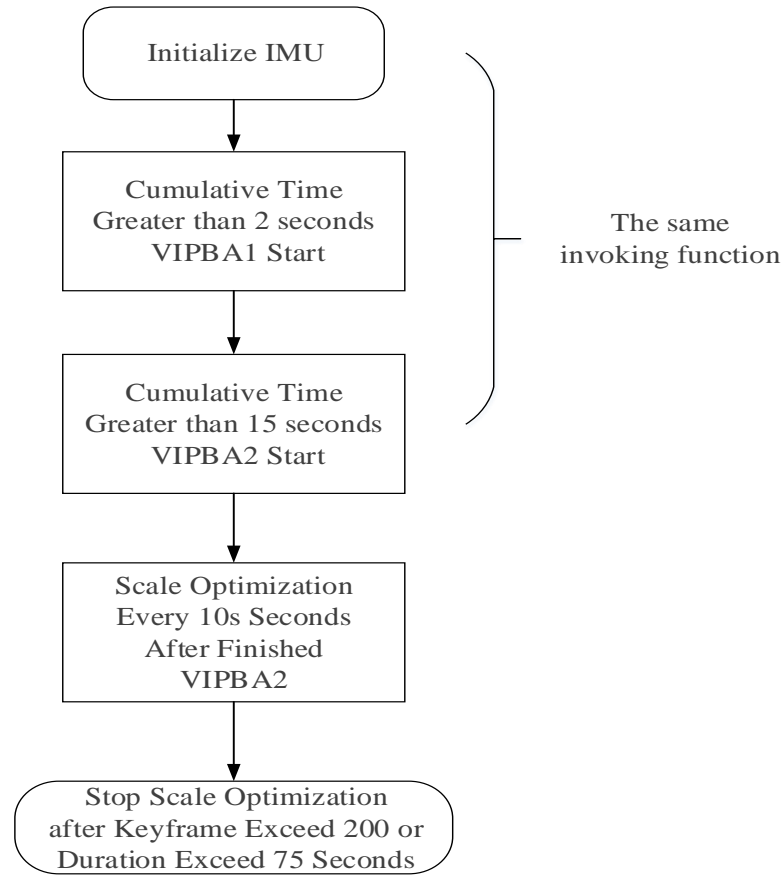 Initialize IMU
Cumulative Time
Greater than 2 seconds
VIPBA1 Start
The same
invoking function
Cumulative Time
Greater than 15 seconds
VIPBA2 Start
Scale Optimization
Every 10s Seconds
After Finished
VIPBA2
Stop Scale Optimization
after Keyframe Exceed 200 or
Duration Exceed 75 Seconds